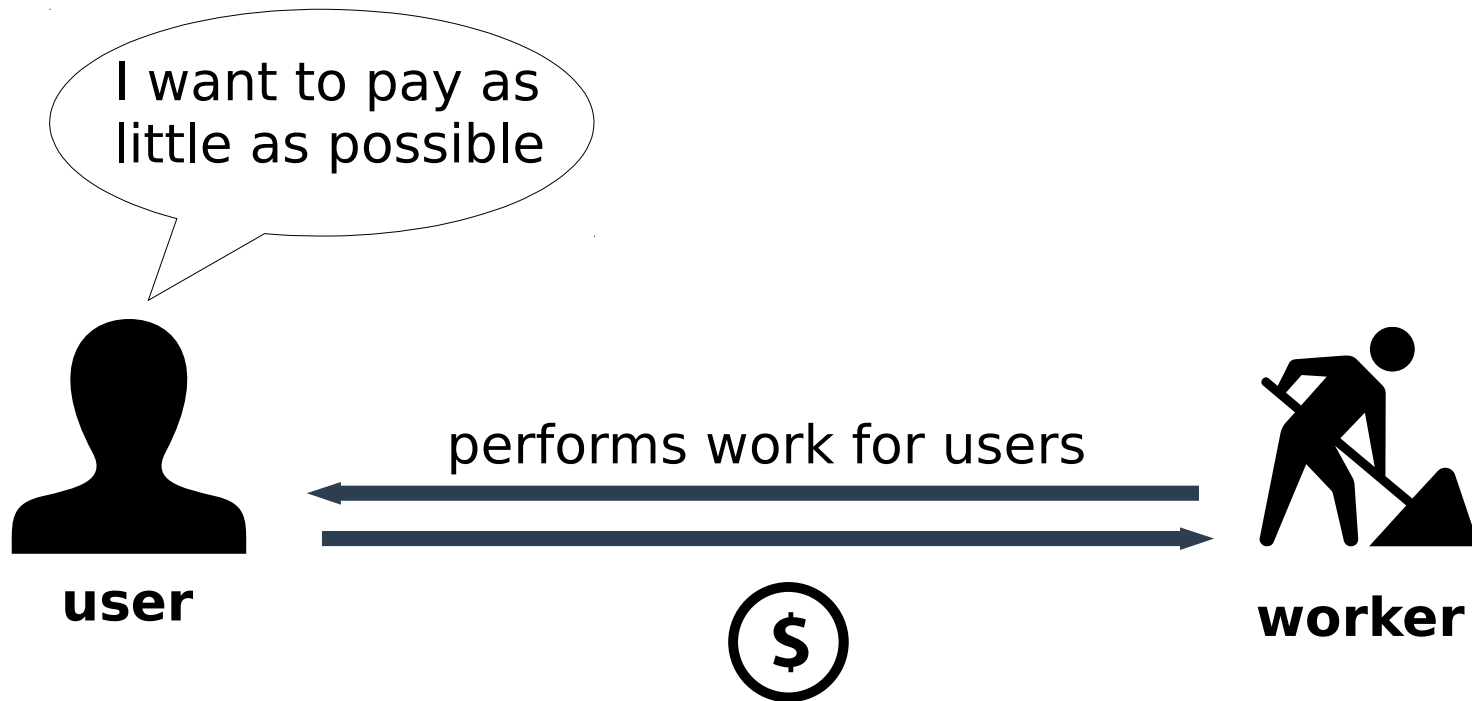 I want to pay as
little as possible
performs work for users
user
$
worker